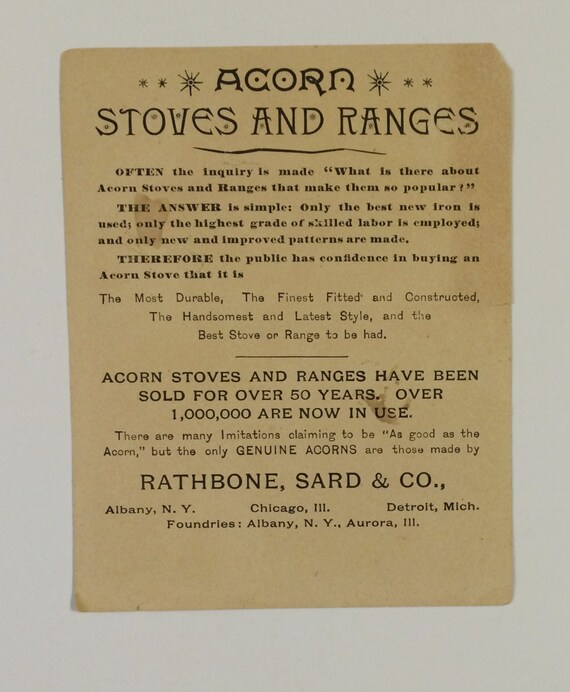 ACORN
STOVES AND RANGES
OFTEN the inquiry is made "What is there about
Acorn Stoves and Ranges that make them so popular?"
THE ANSWER is simple: Only the best new iron is
used; only the highest grade of skilled labor is employed;
and only new and improved patterns are made.
THEREFORE the public has confidence in buying an
Acorn Stove that it is
The Most Durable, The Finest Fitted and Constructed,
The Handsomest and Latest Style, and the
Best Stove or Range to be had.
ACORN STOVES AND RANGES HAVE BEEN
SOLD FOR OVER 50 YEARS. OVER
1,000,000 ARE NOW IN USE.
There are many Imitations claiming to be "As good as the
Acorn," but the only GENUINE ACORNS are those made by
RATHBONE, SARD & CO.,
Albany, N. Y. Chicago, Ill. Detroit, Mich.
Foundries: Albany, N. Y., Aurora, Ill.